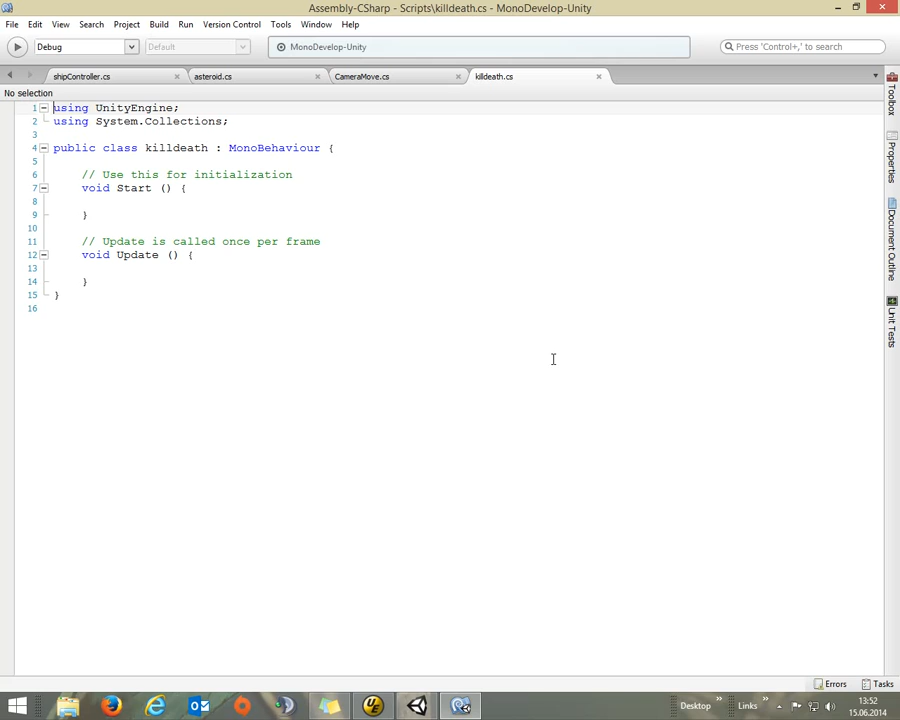 Assembly-CSharp - Scripts\killdeath.cs - MonoDevelop-Unity
File Edit View Search Project Build Run Version Control Tools Window Help
Debug Default MonoDevelop-Unity Press 'Control+,' to search
shipController.cs asteroid.cs CameraMove.cs killdeath.cs
No selection
1 using UnityEngine;
2 using System.Collections;
3
4 public class killdeath : MonoBehaviour {
5
6 // Use this for initialization
7 void Start () {
8
9 }
10
11 // Update is called once per frame
12 void Update () {
13
14 }
15 }
16
Toolbox
Properties
Document Outline
Unit Tests
Errors Tasks
Desktop » Links » 13:52
15.06.2014